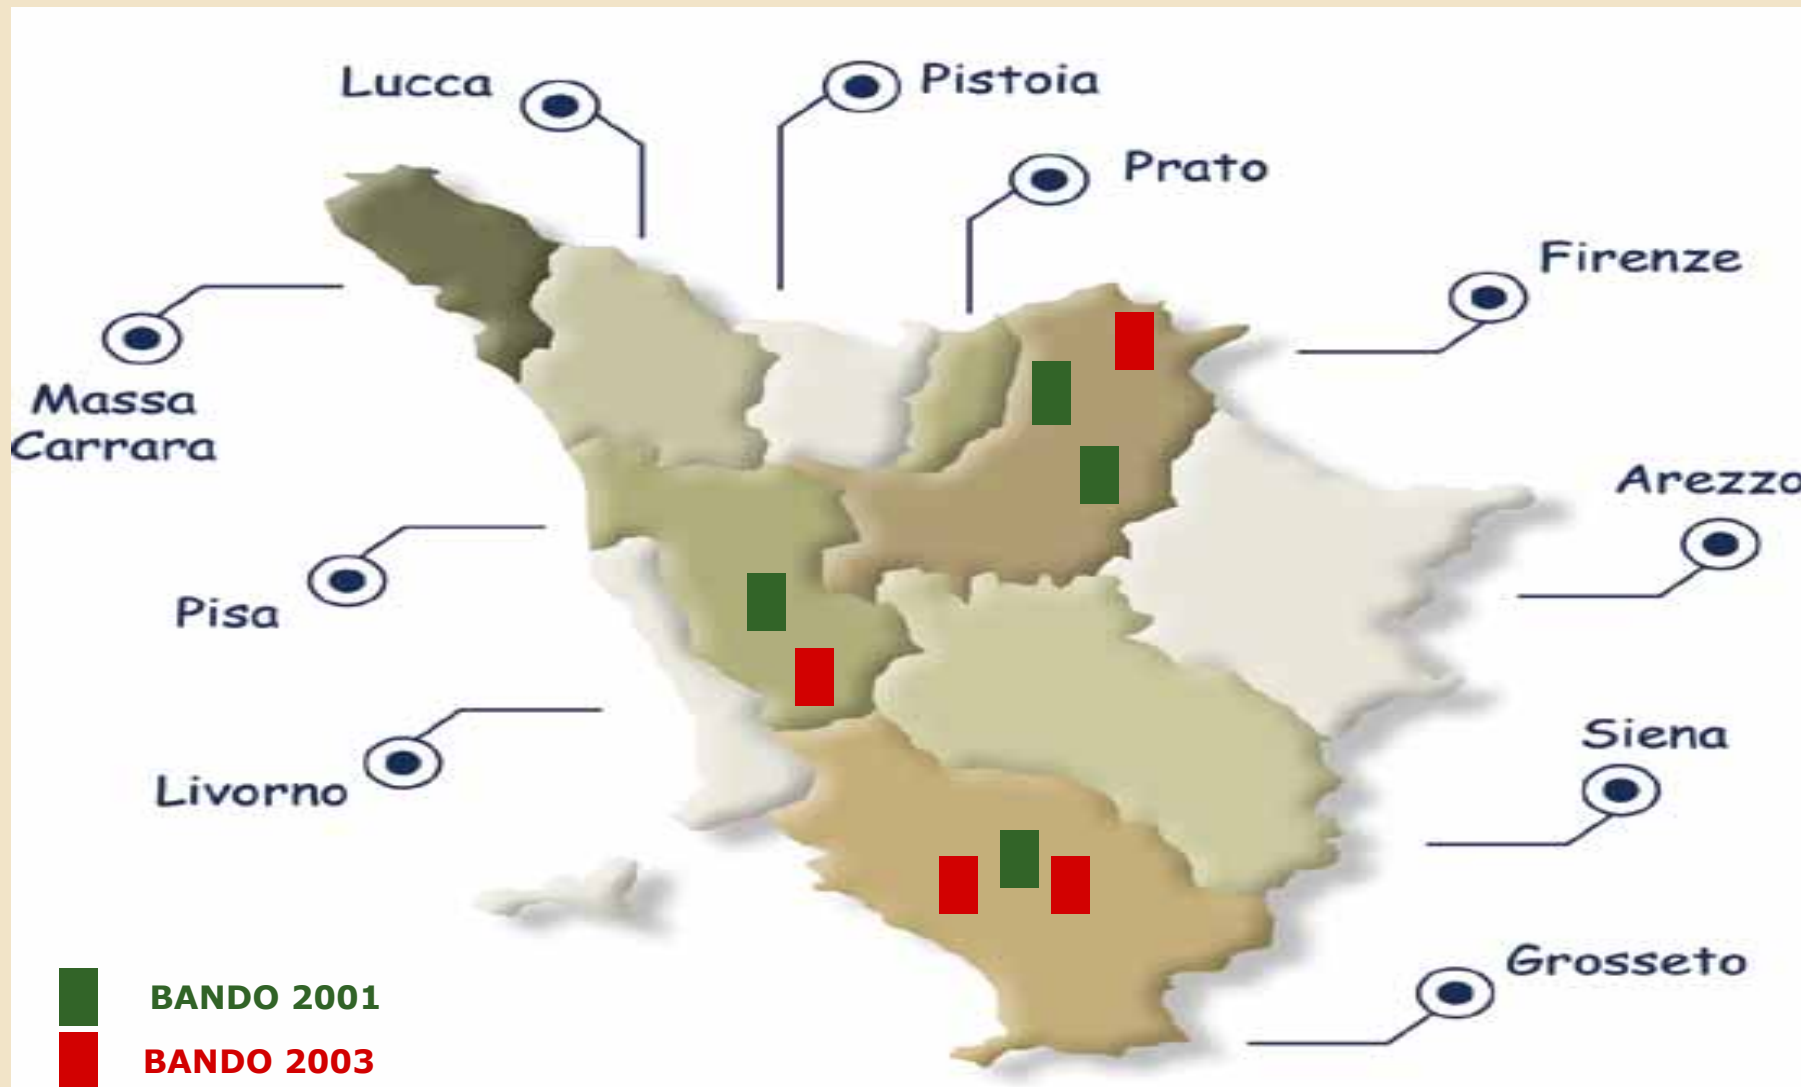 Lucca
Pistoia
Prato
Firenze
Massa
Carrara
Arezzo
Pisa
Siena
Livorno
Grosseto
BANDO 2001
BANDO 2003